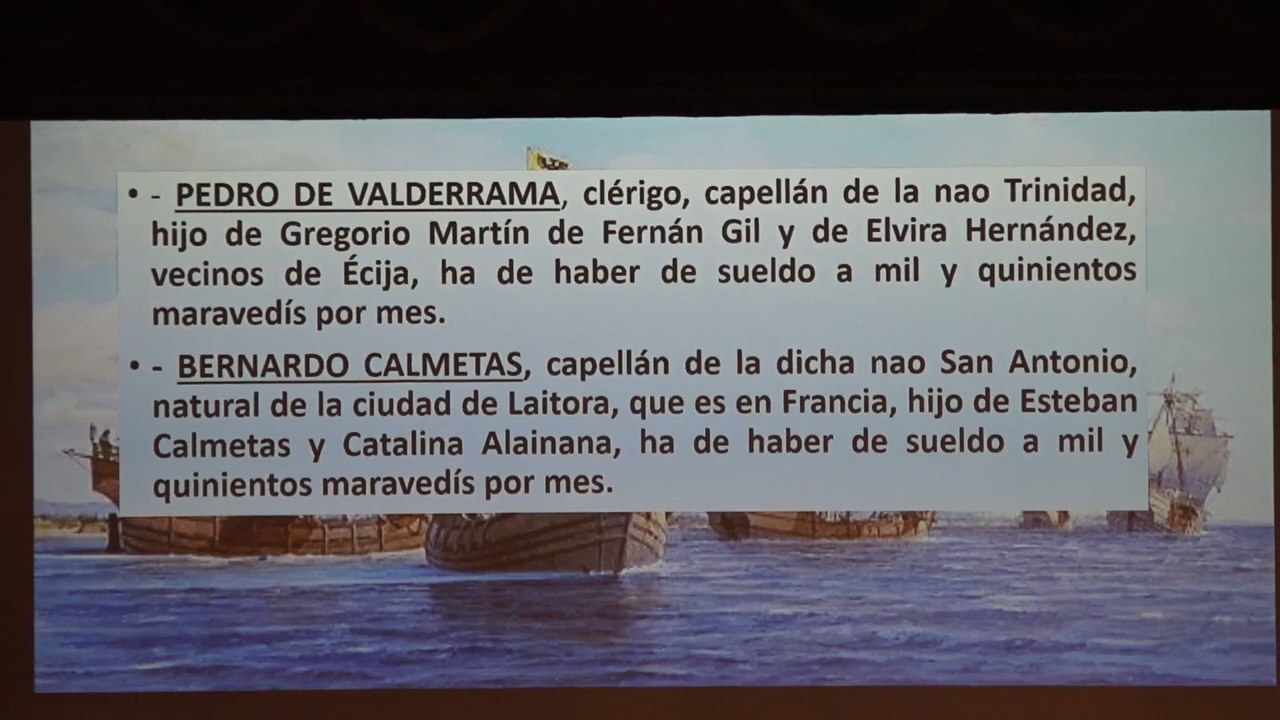 • - PEDRO DE VALDERRAMA, clérigo, capellán de la nao Trinidad,
hijo de Gregorio Martín de Fernán Gil y de Elvira Hernández,
vecinos de Écija, ha de haber de sueldo a mil y quinientos
maravedís por mes.
• - BERNARDO CALMETAS, capellán de la dicha nao San Antonio,
natural de la ciudad de Laitora, que es en Francia, hijo de Esteban
Calmetas y Catalina Alainana, ha de haber de sueldo a mil y
quinientos maravedís por mes.